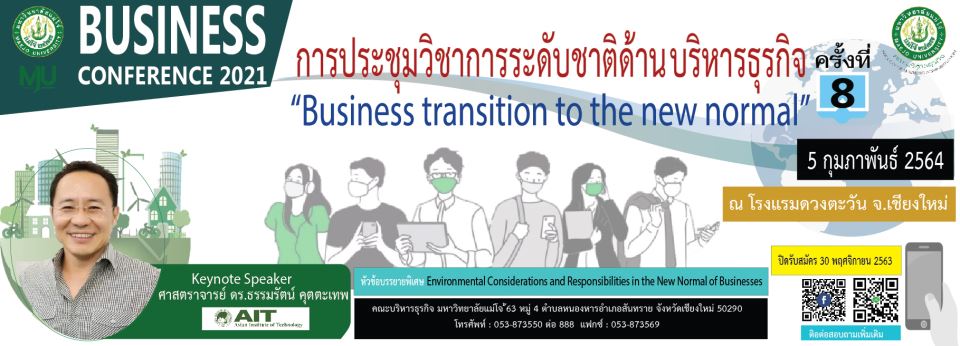 BUSINESS
CONFERENCE 2021
MJU
การประชุมวิชาการระดับชาติด้านบริหารธุรกิจ ครั้งที่ 8
“Business transition to the new normal”
5 กุมภาพันธ์ 2564
ณ โรงแรมดวงตะวัน จ.เชียงใหม่
Keynote Speaker
ศาสตราจารย์ ดร.ธรรมรัตน์ คุตตะเทพ
AIT
Asian Institute of Technology
หัวข้อบรรยายพิเศษ Environmental Considerations and Responsibilities in the New Normal of Businesses
คณะบริหารธุรกิจ มหาวิทยาลัยแม่โจ้ 63 หมู่ 4 ตำบลหนองหารอำเภอสันทราย จังหวัดเชียงใหม่ 50290
โทรศัพท์ : 053-873550 ต่อ 888 แฟกซ์ : 053-873569
ปิดรับสมัคร 30 พฤศจิกายน 2563
ติดต่อสอบถามเพิ่มเติม